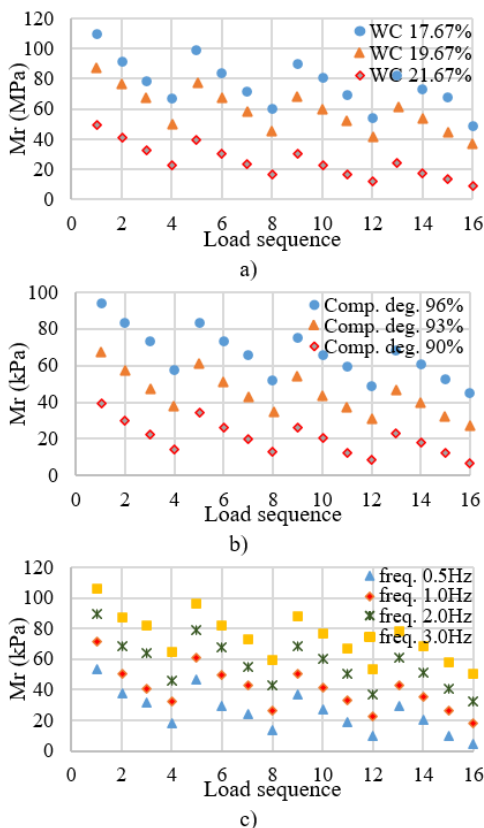 120
WC 17.67%
100
WC 19.67%
80
WC 21.67%
60
40
20
0
Mr (MPa)
0 2 4 6 8 10 12 14 16
Load sequence
a)
100
Comp. deg. 96%
80
Comp. deg. 93%
60
Comp. deg. 90%
40
20
0
Mr (kPa)
0 2 4 6 8 10 12 14 16
Load sequence
b)
120
freq. 0.5Hz
100
freq. 1.0Hz
80
freq. 2.0Hz
60
freq. 3.0Hz
40
20
0
Mr (kPa)
0 2 4 6 8 10 12 14 16
Load sequence
c)